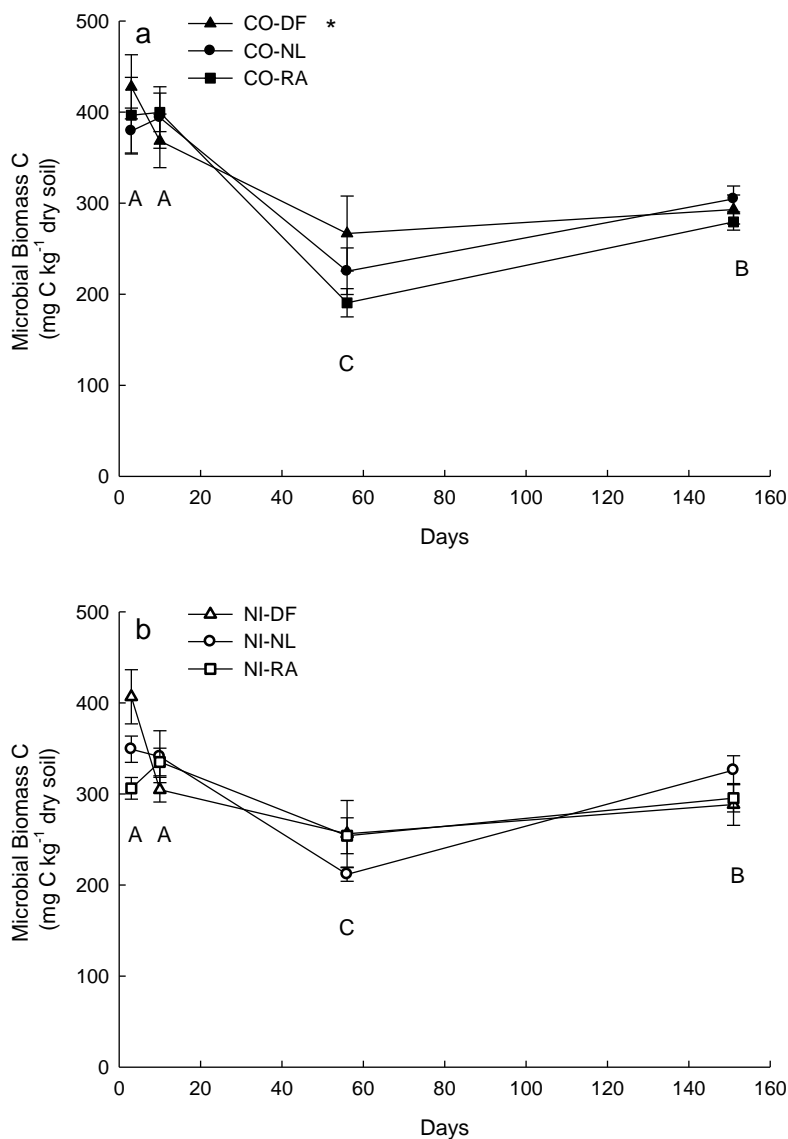 a
CO-DF *
CO-NL
CO-RA
500
400
300
200
100
0
Microbial Biomass C
(mg C kg⁻¹ dry soil)
A A
C
B
0 20 40 60 80 100 120 140 160
Days
b
NI-DF
NI-NL
NI-RA
500
400
300
200
100
0
Microbial Biomass C
(mg C kg⁻¹ dry soil)
A A
C
B
0 20 40 60 80 100 120 140 160
Days